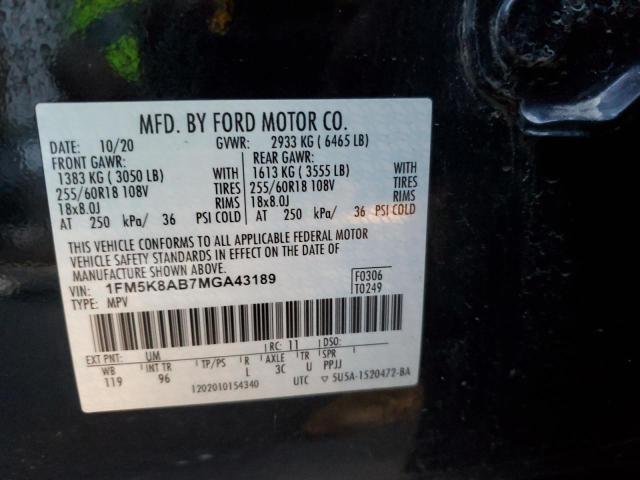 MFD. BY FORD MOTOR CO.
DATE: 10/20 GVWR: 2933 KG ( 6465 LB)
FRONT GAWR: REAR GAWR:
1383 KG ( 3050 LB) 1613 KG ( 3555 LB)
255/60R18 108V TIRES 255/60R18 108V TIRES
18x8.0J RIMS 18x8.0J RIMS
AT 250 kPa/ 36 PSI COLD AT 250 kPa/ 36 PSI COLD
THIS VEHICLE CONFORMS TO ALL APPLICABLE FEDERAL MOTOR
VEHICLE SAFETY AND THEFT PREVENTION STANDARDS IN
EFFECT ON THE DATE OF MANUFACTURE SHOWN ABOVE.
VIN: 1FM5K8AB7MGA43189 F0306
TYPE: MPV T0249
EXT PNT: UM RC: 11 DSO:
WB INT TR TP/PS R AXLE TR SPR
119 96 L 3C U PPJJ
1202010154340 UTC 5U5A-1520472-BA